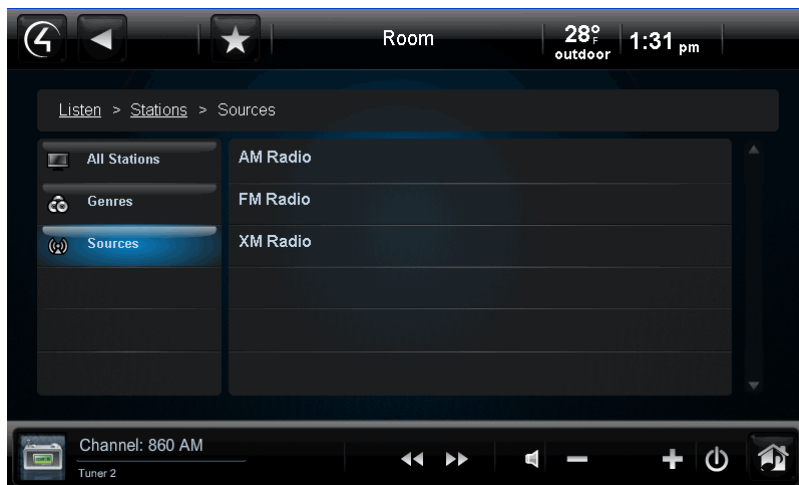 Room
28°F
outdoor
1:31 pm
Listen > Stations > Sources
All Stations
Genres
Sources
AM Radio
FM Radio
XM Radio
Channel: 860 AM
Tuner 2